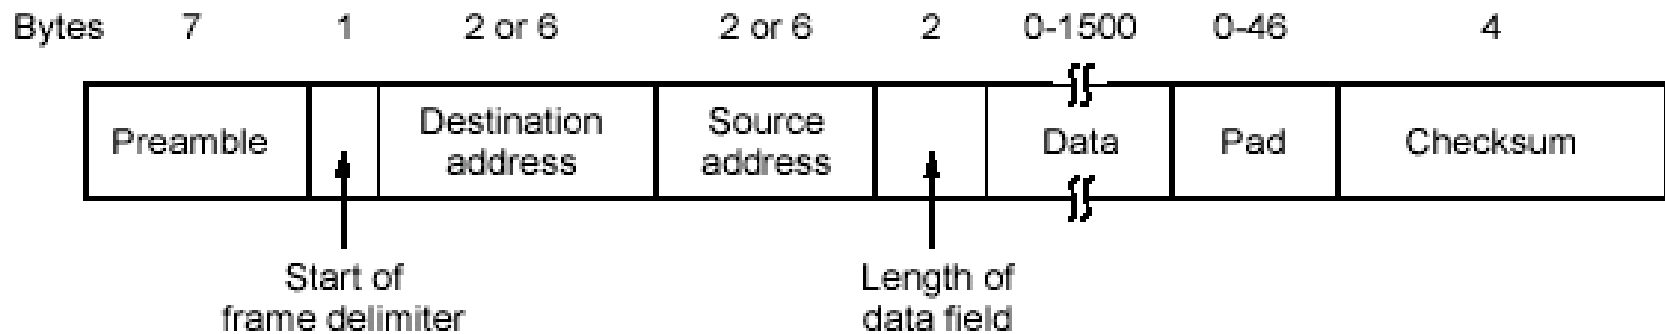 Bytes 7 1 2 or 6 2 or 6 2 0-1500 0-46 4
Preamble
Destination
address
Source
address
Data
Pad
Checksum
Start of
frame delimiter
Length of
data field